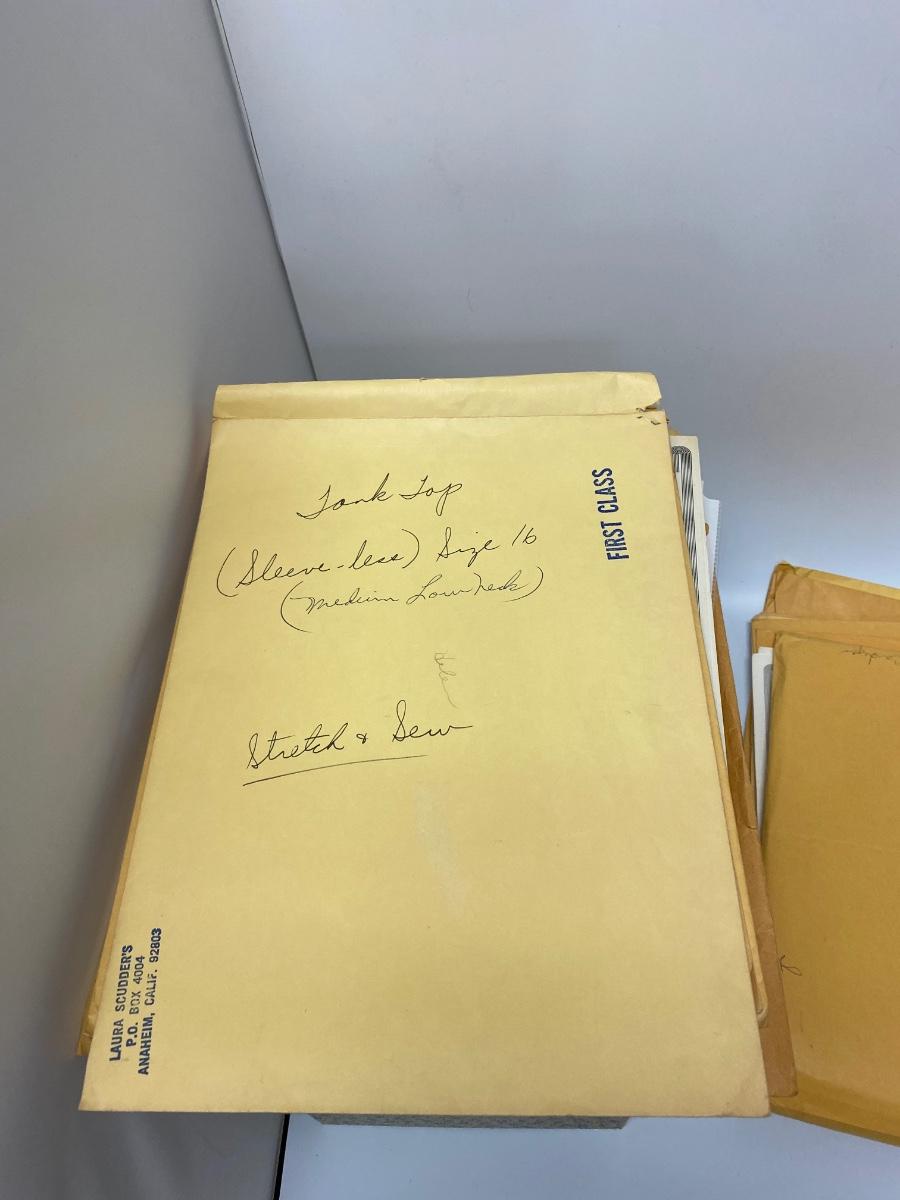 Tank Top
(Sleeve-less) Size 16
(medium Low neck)
Stretch & Sew
FIRST CLASS
LAURA SCUDDER'S
P.O. BOX 4004
ANAHEIM, CALIF. 92803